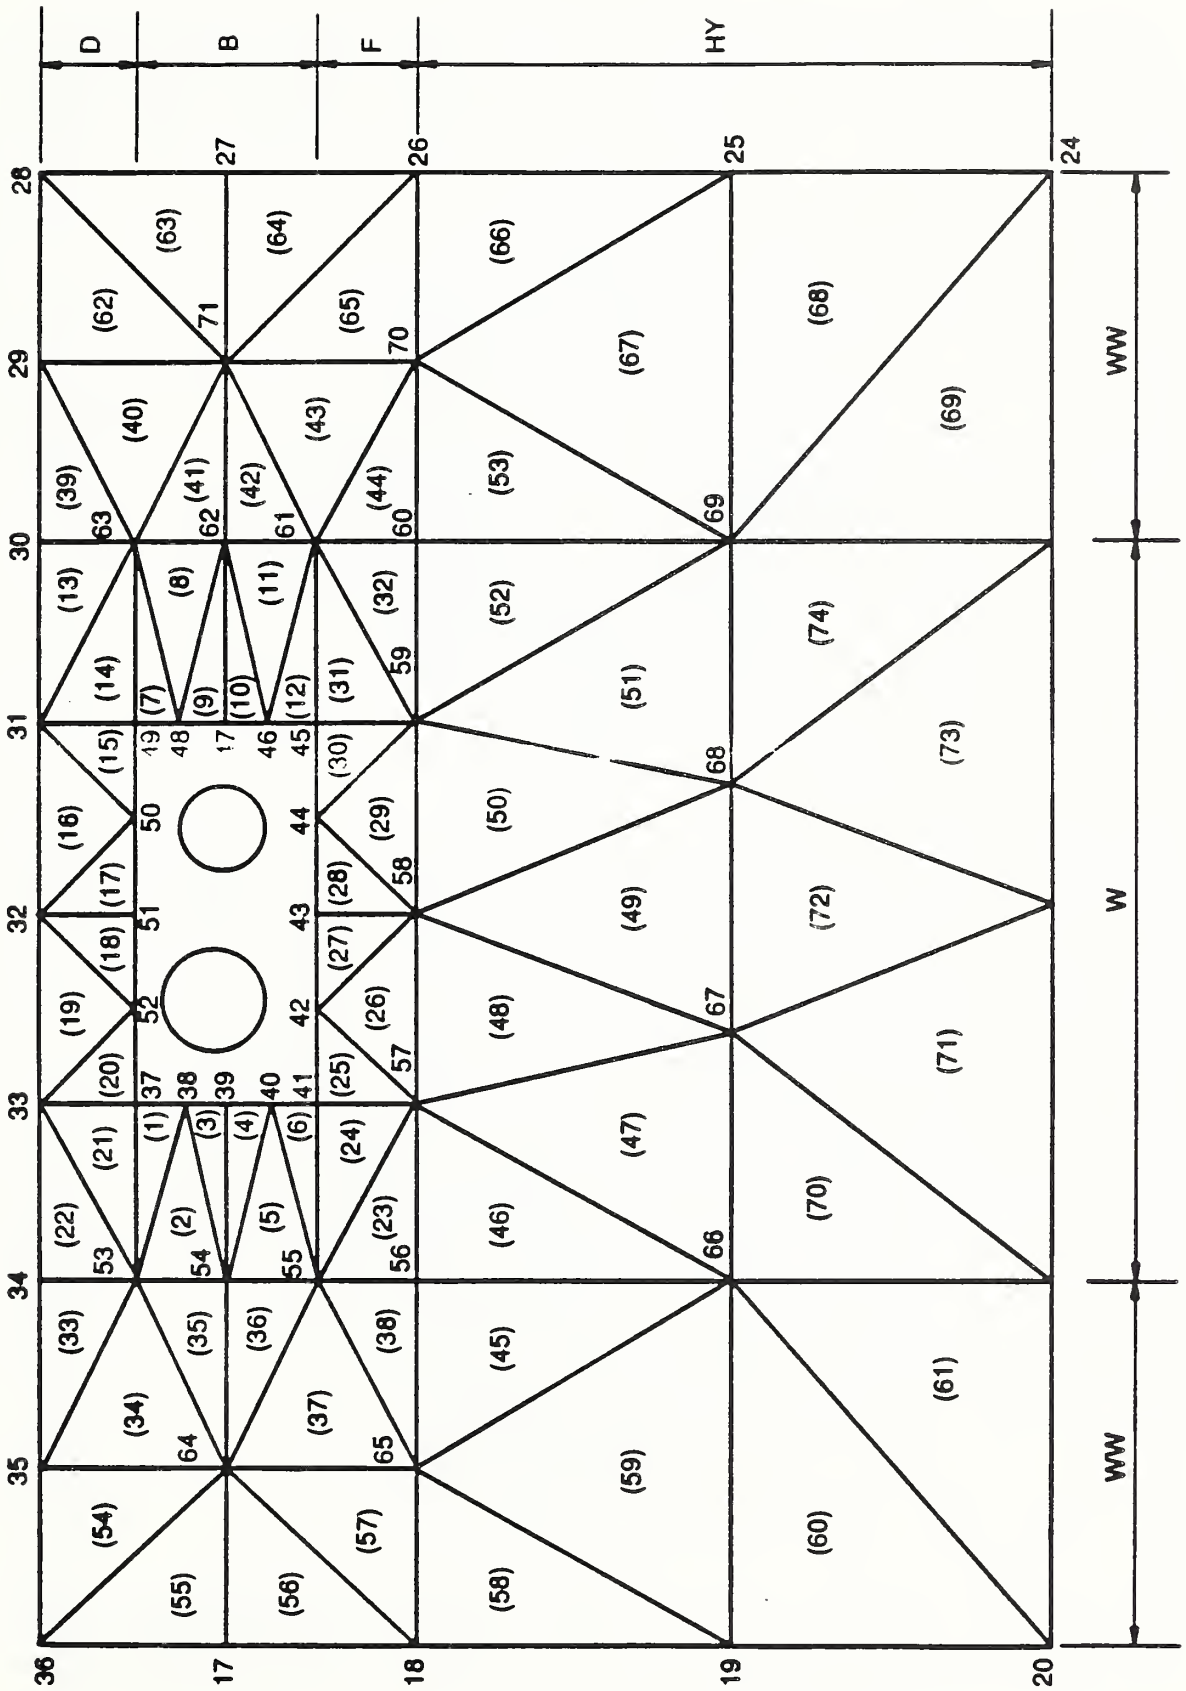 36 35 34 33 32 31 30 29 28
(33) (22) (19) (16) (13) (39) D
(54) 53 (21) (20) (18) (17) (15) (14) 63 (62)
(34) (40)
37 52 51 50 49
(1) (7)
(55) 64 (35) 54 (2) 38 48 (8) 62 (41) 71 (63)
17 (3) 39 (9) 47 27 B
(36) (4) (10) (42)
(56) (5) 40 46 (11) 61 (64)
55 (6) 41 42 43 44 45 (12)
(37) (43)
(57) 65 (38) (24) (25) (27) (28) (30) (31) (65)
(23) (26) (29) (32) (44) F
18 56 57 58 59 60 70 26
(58) (45) (46) (48) (50) (52) (53) (66)
(59) (47) (49) (51) (67)
19 66 67 68 69 25 HY
(60) (70) (72) (74) (68)
(61) (71) (73) (69)
20 24
WW W WW